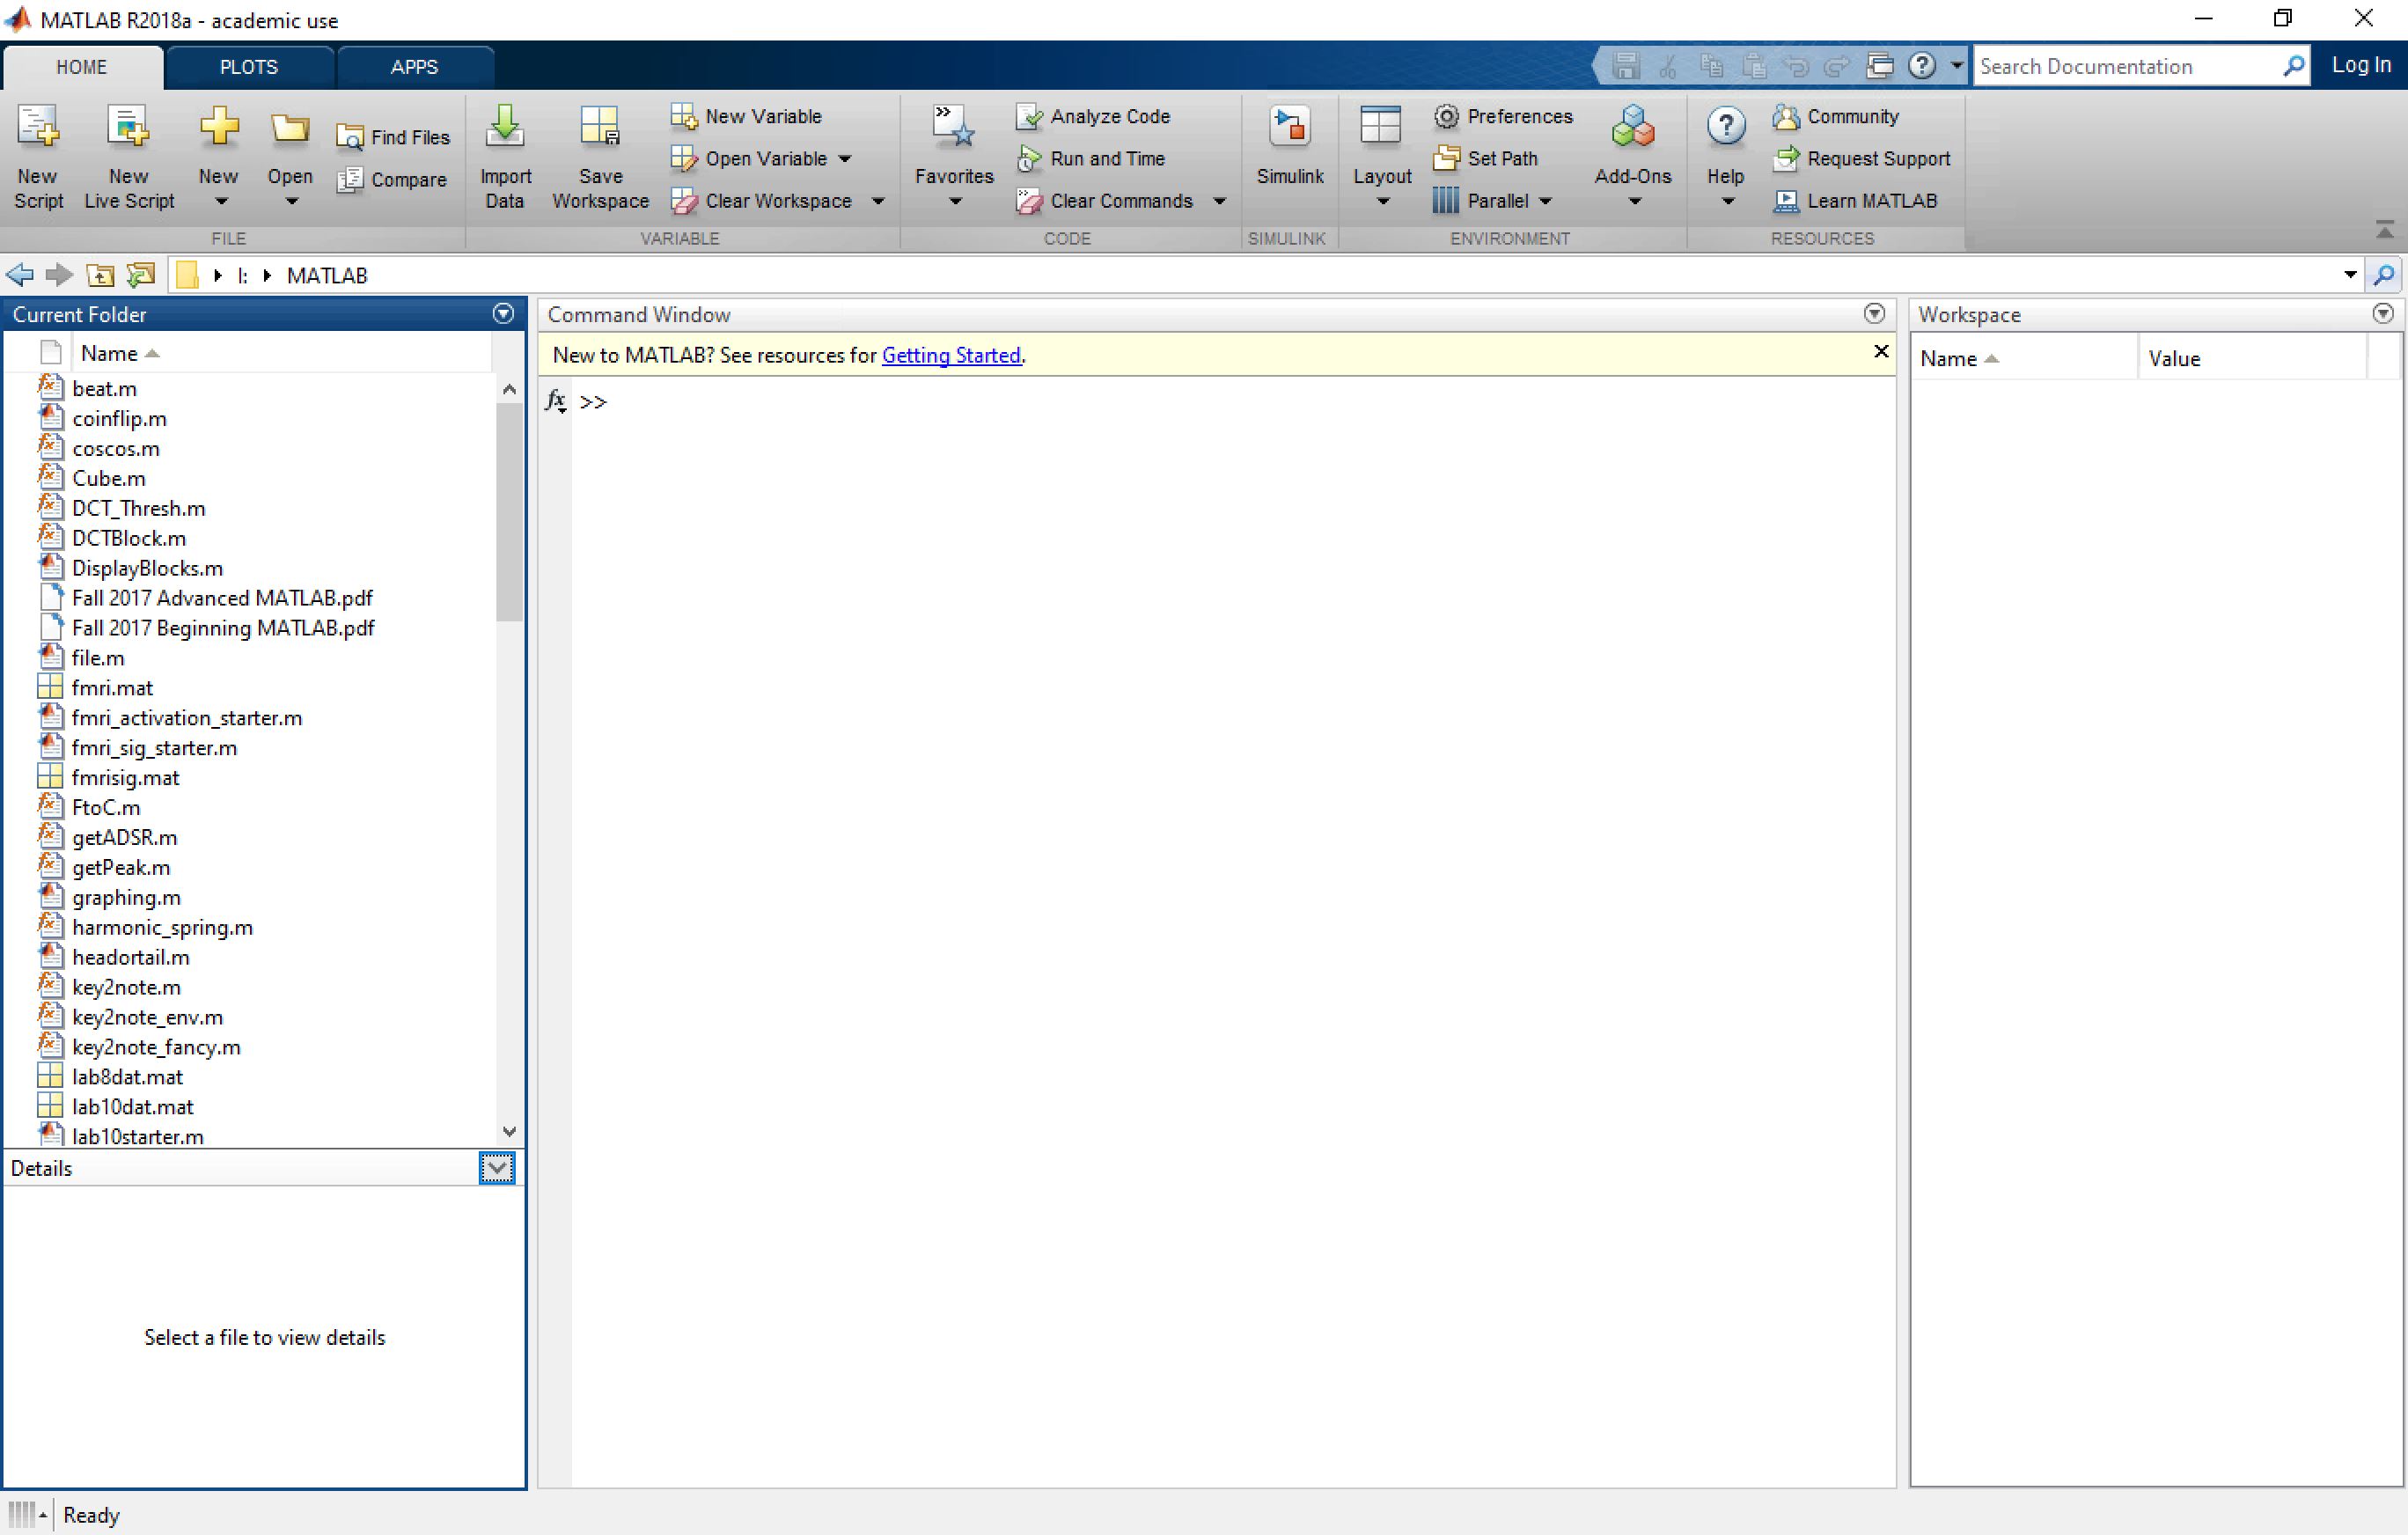 MATLAB R2018a - academic use
HOME PLOTS APPS
Search Documentation
Log In
New Script
New Live Script
New
Open
Find Files
Compare
FILE
Import Data
Save Workspace
New Variable
Open Variable
Clear Workspace
VARIABLE
Favorites
Analyze Code
Run and Time
Clear Commands
CODE
Simulink
SIMULINK
Layout
Preferences
Set Path
Parallel
Add-Ons
ENVIRONMENT
Help
Community
Request Support
Learn MATLAB
RESOURCES
I: MATLAB
Current Folder
Name
beat.m
coinflip.m
coscos.m
Cube.m
DCT_Thresh.m
DCTBlock.m
DisplayBlocks.m
Fall 2017 Advanced MATLAB.pdf
Fall 2017 Beginning MATLAB.pdf
file.m
fmri.mat
fmri_activation_starter.m
fmri_sig_starter.m
fmrisig.mat
FtoC.m
getADSR.m
getPeak.m
graphing.m
harmonic_spring.m
headortail.m
key2note.m
key2note_env.m
key2note_fancy.m
lab8dat.mat
lab10dat.mat
lab10starter.m
Details
Select a file to view details
Command Window
New to MATLAB? See resources for Getting Started.
fx >>
Workspace
Name Value
Ready